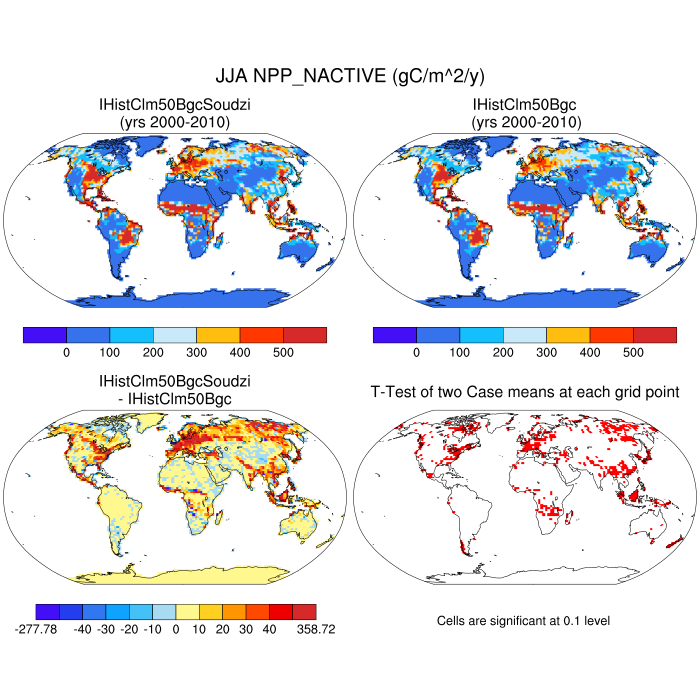 JJA NPP_NACTIVE (gC/m^2/y)
IHistClm50BgcSoudzi
(yrs 2000-2010)
IHistClm50Bgc
(yrs 2000-2010)
0 100 200 300 400 500
0 100 200 300 400 500
IHistClm50BgcSoudzi
- IHistClm50Bgc
T-Test of two Case means at each grid point
-277.78 -40 -30 -20 -10 0 10 20 30 40 358.72
Cells are significant at 0.1 level